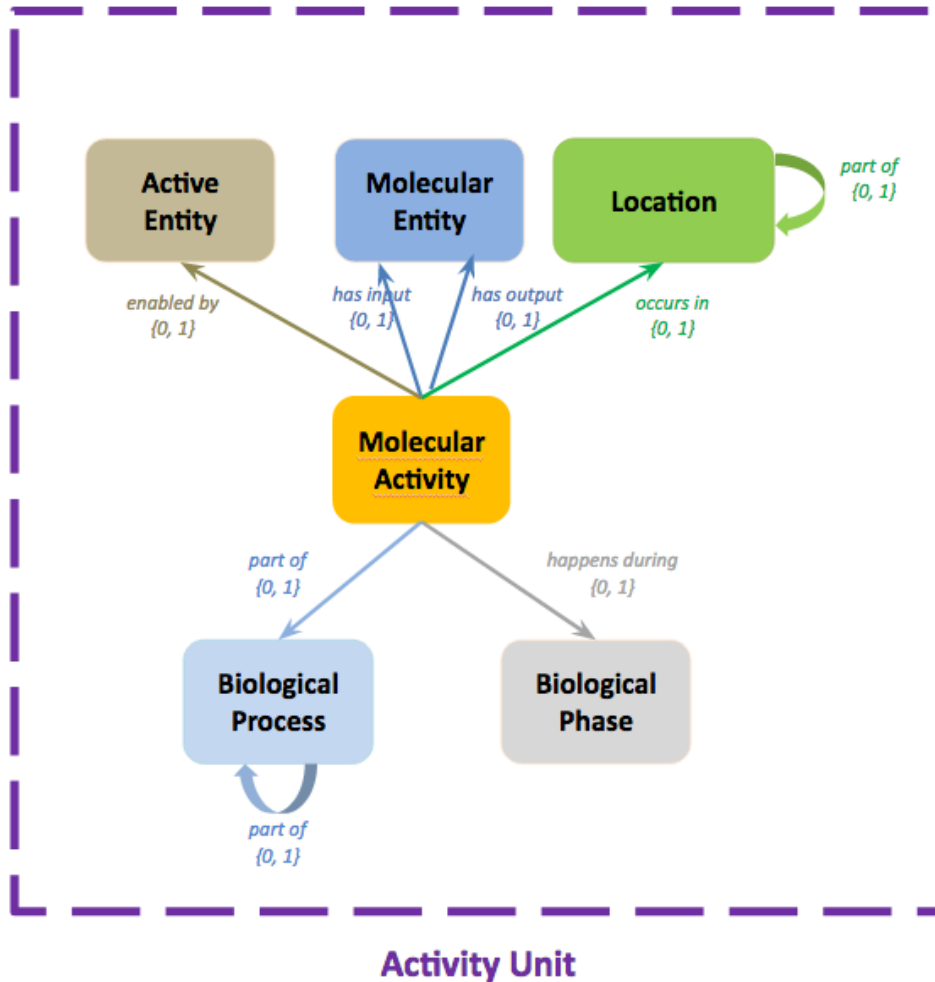 Active
Entity
Molecular
Entity
Location
part of
{0, 1}
enabled by
{0, 1}
has input
{0, 1}
has output
{0, 1}
occurs in
{0, 1}
Molecular
Activity
part of
{0, 1}
happens during
{0, 1}
Biological
Process
Biological
Phase
part of
{0, 1}
Activity Unit